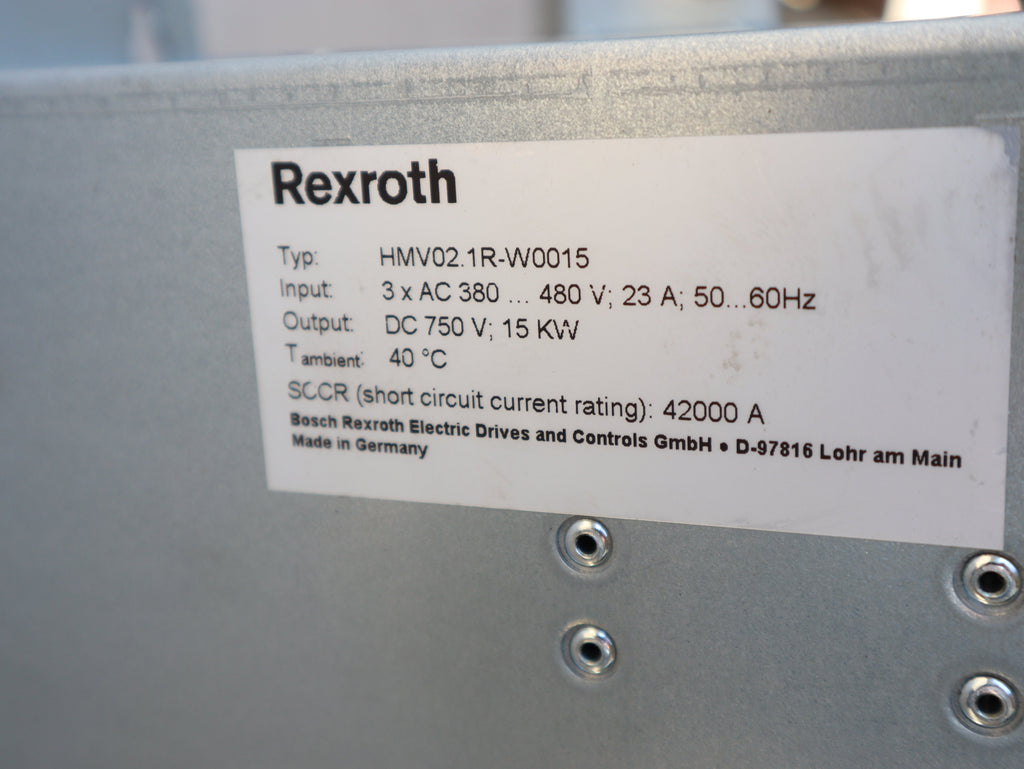 Rexroth
Typ: HMV02.1R-W0015
Input: 3 x AC 380 ... 480 V; 23 A; 50...60Hz
Output: DC 750 V; 15 KW
T ambient: 40 °C
SCCR (short circuit current rating): 42000 A
Bosch Rexroth Electric Drives and Controls GmbH • D-97816 Lohr am Main
Made in Germany